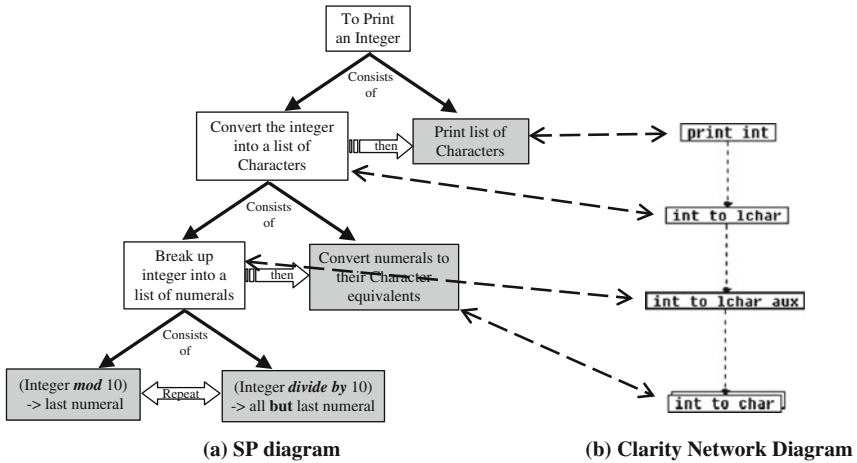 To Print
an Integer
Consists
of
Convert the integer
into a list of
Characters
then
Print list of
Characters
Consists
of
Break up
integer into a
list of numerals
then
Convert numerals to
their Character
equivalents
Consists
of
(Integer mod 10)
-> last numeral
Repeat
(Integer divide by 10)
-> all but last numeral
(a) SP diagram
print int
int to lchar
int to lchar aux
int to char
(b) Clarity Network Diagram